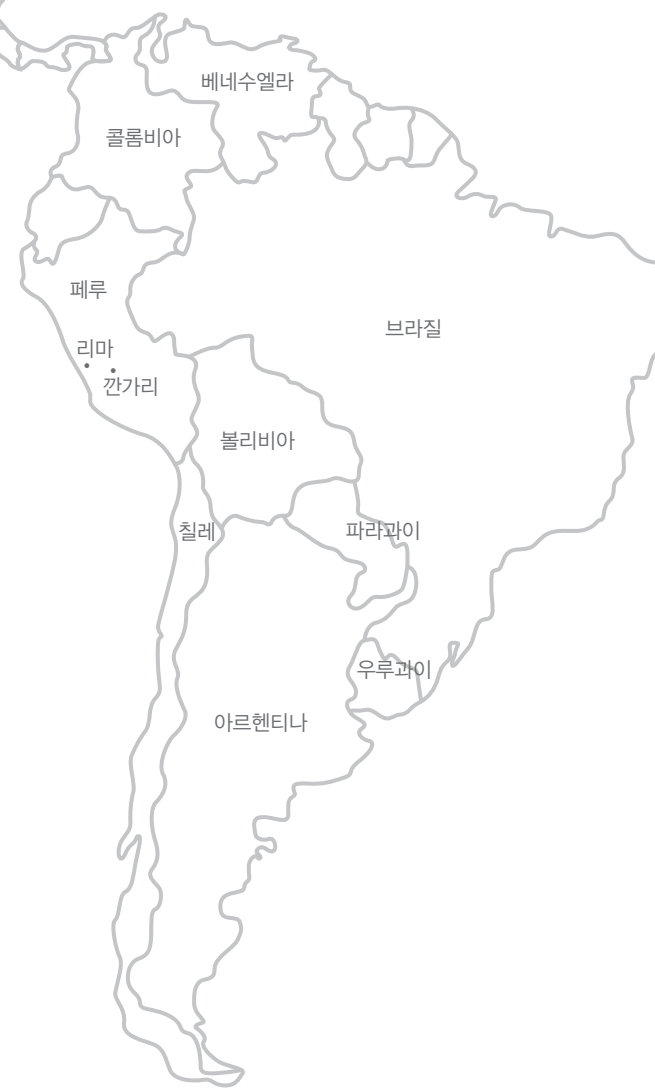 베네수엘라
콜롬비아
페루
브라질
리마
깐가리
볼리비아
칠레
파라과이
우루과이
아르헨티나